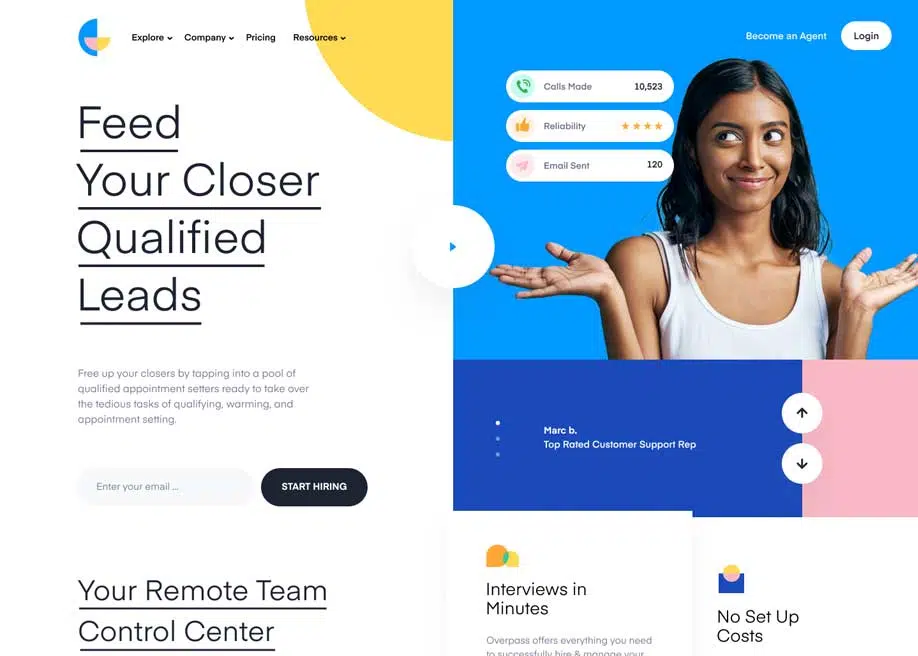 Explore Company Pricing Resources
Become an Agent Login
Feed
Your Closer
Qualified
Leads
Free up your closers by tapping into a pool of
qualified appointment setters ready to take over
the tedious tasks of qualifying, warming, and
appointment setting.
Enter your email ... START HIRING
Calls Made 10,523
Reliability
Email Sent 120
Marc b.
Top Rated Customer Support Rep
Your Remote Team
Control Center
Interviews in
Minutes
Overpass offers everything you need
to successfully hire & manage your
No Set Up
Costs